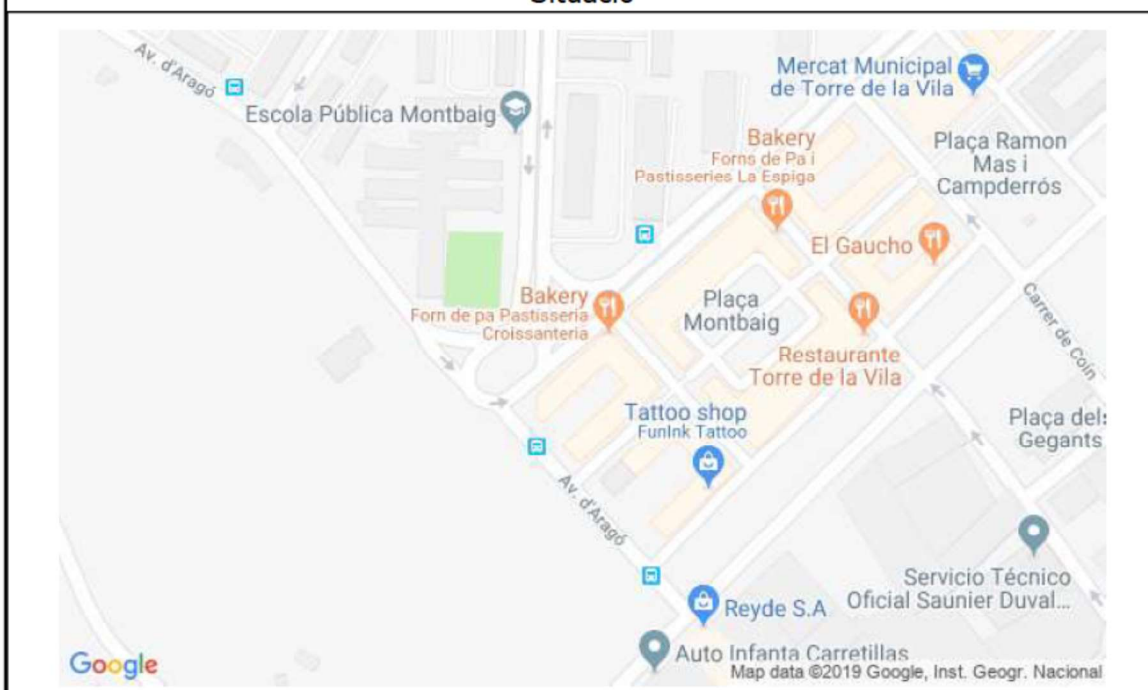 Situació
Av. d'Aragó
Escola Pública Montbaig
Mercat Municipal
de Torre de la Vila
Bakery
Forns de Pa i
Pastisseries La Espiga
Plaça Ramon
Mas i
Campderrós
El Gaucho
Bakery
Forn de pa Pastisseria
Croissanteria
Plaça
Montbaig
Restaurante
Torre de la Vila
Carrer de Coín
Tattoo shop
FunInk Tattoo
Plaça dels
Gegants
Av. d'Aragó
Servicio Técnico
Oficial Saunier Duval...
Reyde S.A
Auto Infanta Carretillas
Google
Map data ©2019 Google, Inst. Geogr. Nacional